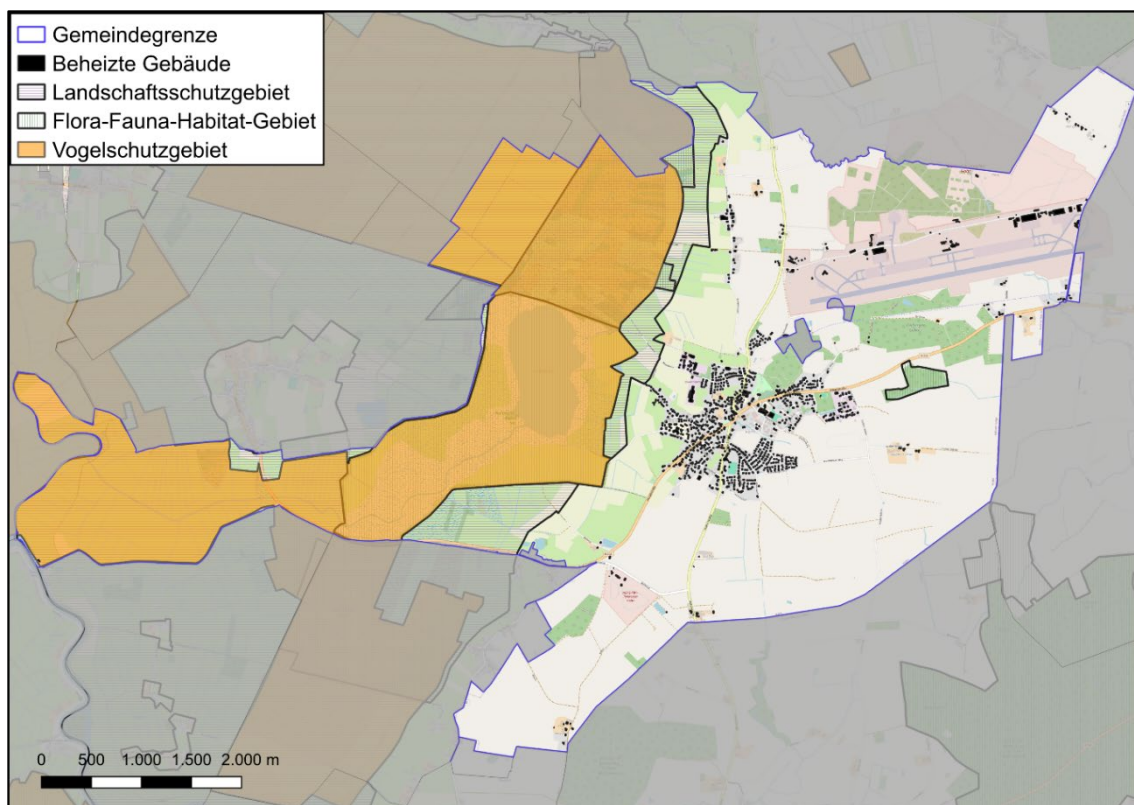 Gemeindegrenze
Beheizte Gebäude
Landschaftsschutzgebiet
Flora-Fauna-Habitat-Gebiet
Vogelschutzgebiet
0 500 1.000 1.500 2.000 m